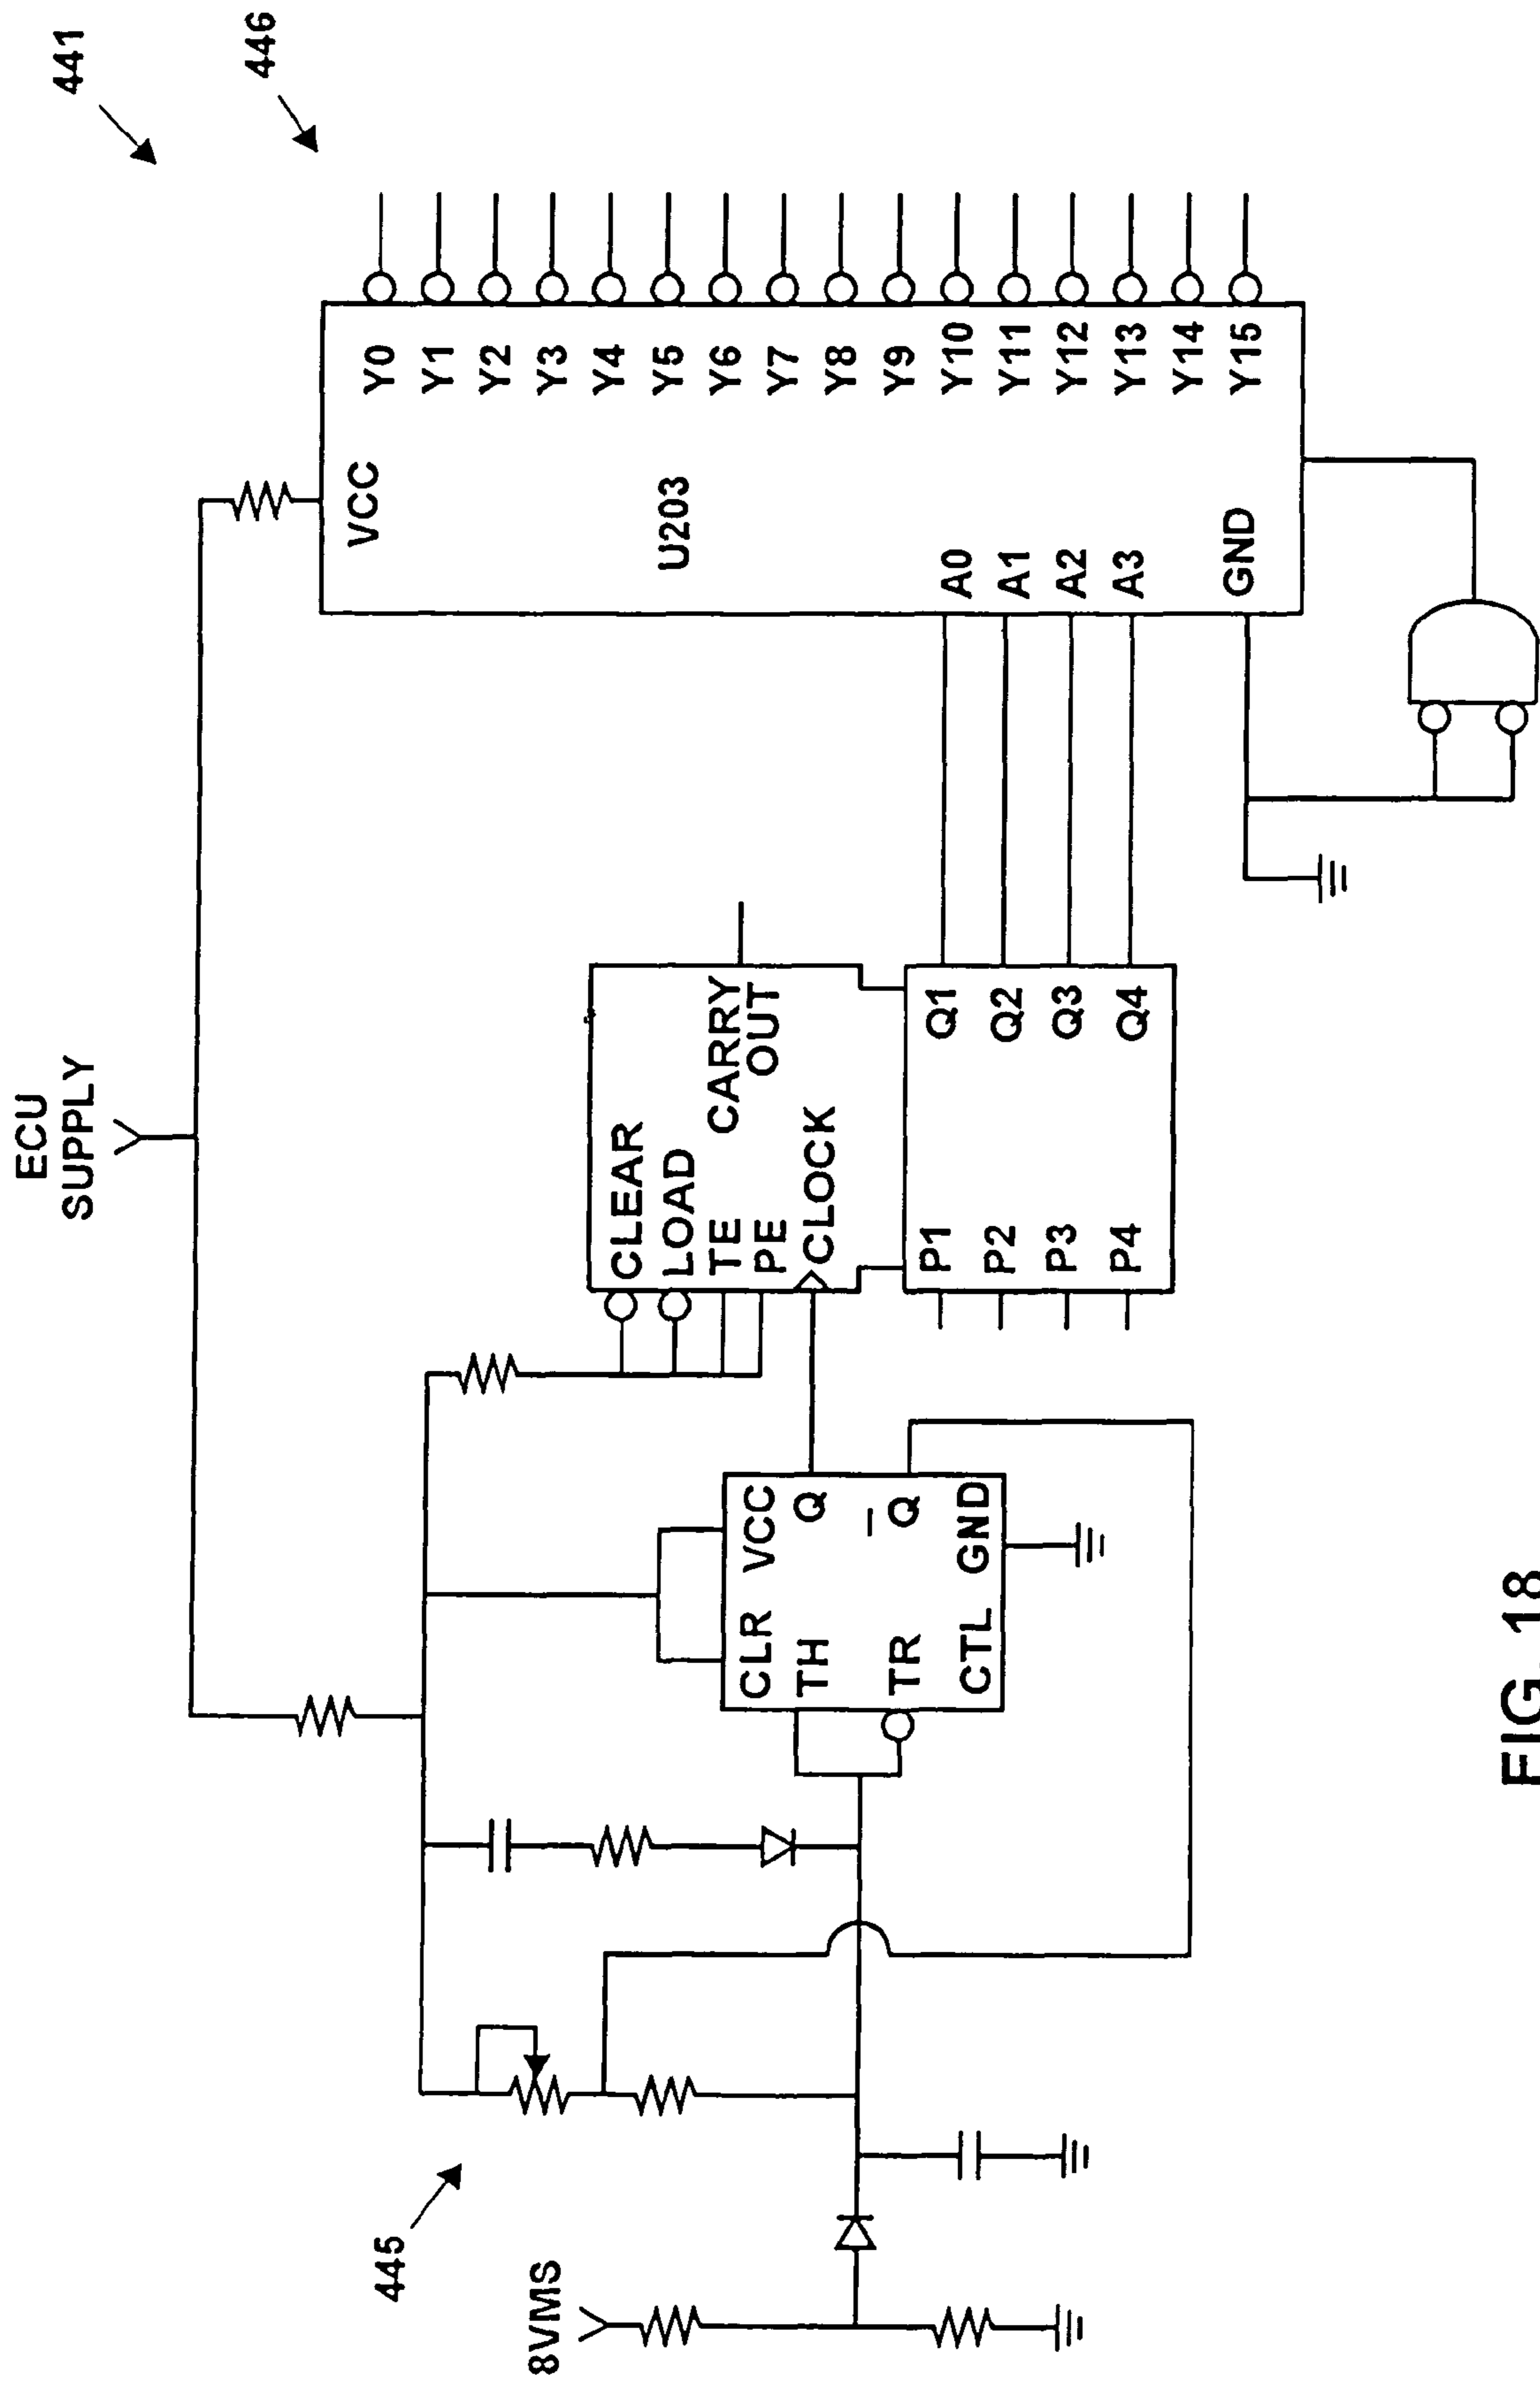 441
446
ECU
SUPPLY
VCC
U203
Y0
Y1
Y2
Y3
Y4
Y5
Y6
Y7
Y8
Y9
Y10
Y11
Y12
Y13
Y14
Y15
A0
A1
A2
A3
GND
CLEAR
LOAD
TE
PE
CARRY
OUT
CLOCK
P1
P2
P3
P4
Q1
Q2
Q3
Q4
CLR
VCC
TH
Q
TR
Q
CTL
GND
445
8VMS
FIG. 18